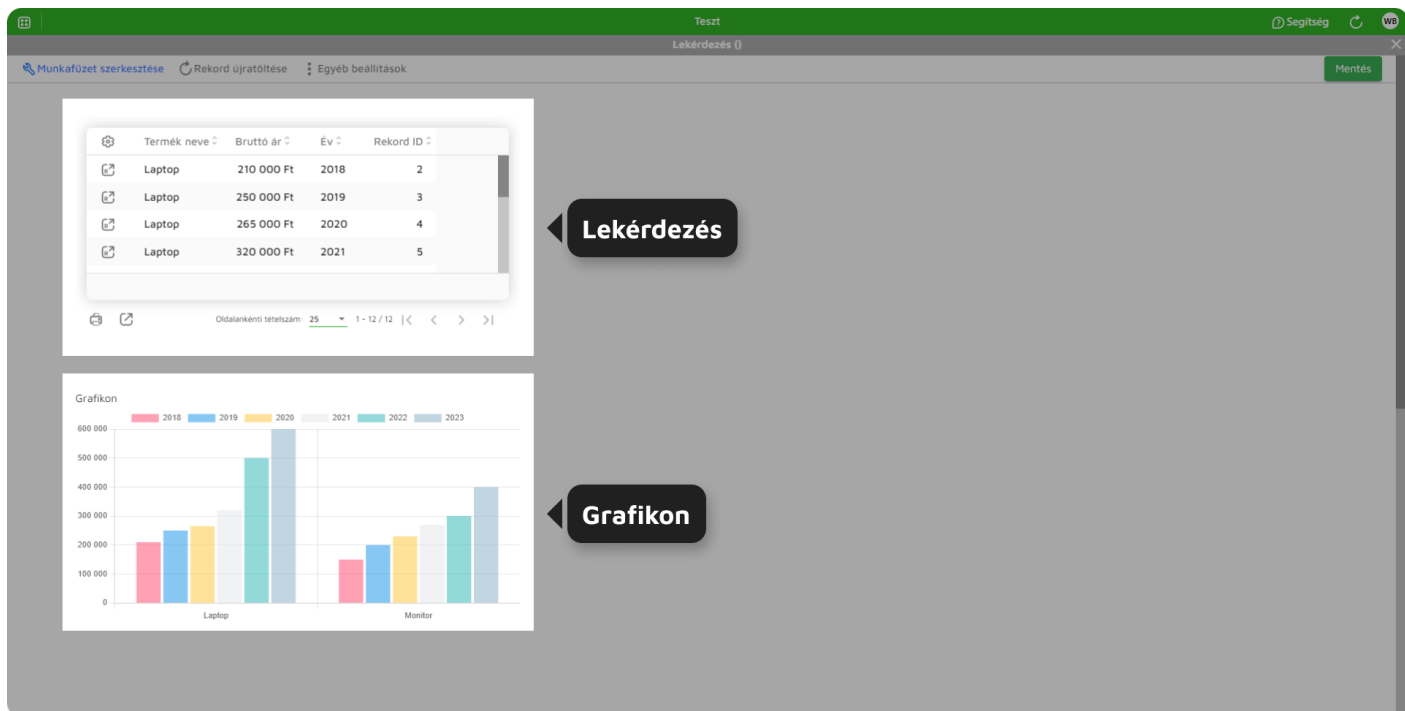 Teszt
Segítség
WB
Lekérdezés ()
Munkafüzet szerkesztése Rekord újratöltése Egyéb beállítások
Mentés
Termék neve Bruttó ár Év Rekord ID
Laptop 210 000 Ft 2018 2
Laptop 250 000 Ft 2019 3
Laptop 265 000 Ft 2020 4
Laptop 320 000 Ft 2021 5
Oldalankénti tételszám: 25 1 - 12 / 12
Lekérdezés
Grafikon
2018 2019 2020 2021 2022 2023
600 000
500 000
400 000
300 000
200 000
100 000
0
Laptop Monitor
Grafikon